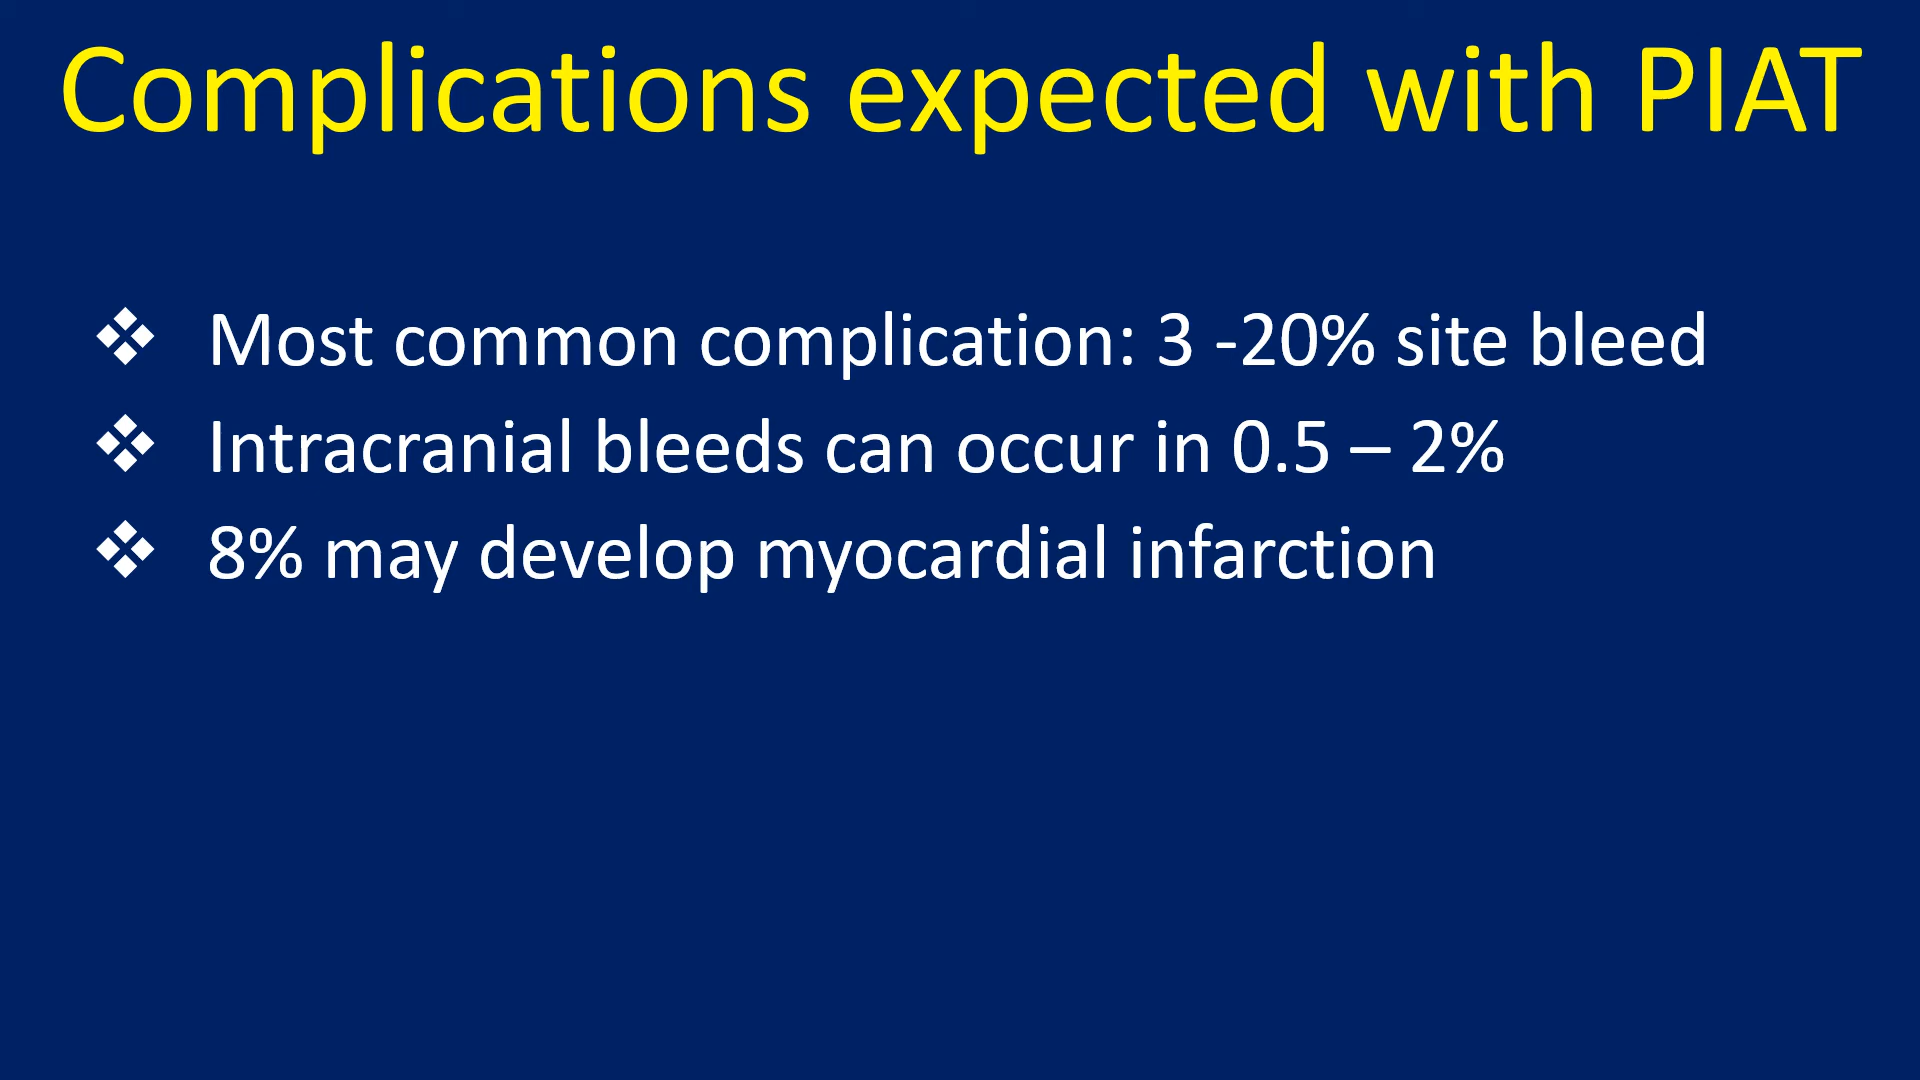 Complications expected with PIAT
❖ Most common complication: 3 -20% site bleed
❖ Intracranial bleeds can occur in 0.5 – 2%
❖ 8% may develop myocardial infarction